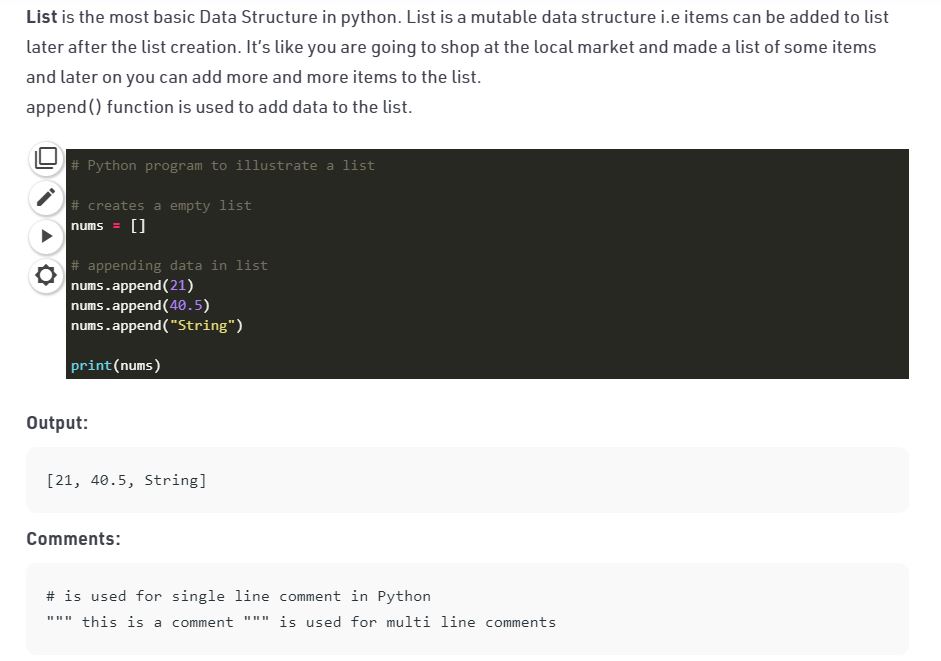 List is the most basic Data Structure in python. List is a mutable data structure i.e items can be added to list
later after the list creation. It's like you are going to shop at the local market and made a list of some items
and later on you can add more and more items to the list.
append() function is used to add data to the list.
# Python program to illustrate a list
# creates a empty list
nums = []
# appending data in list
nums.append(21)
nums.append(40.5)
nums.append("String")
print(nums)
Output:
[21, 40.5, String]
Comments:
# is used for single line comment in Python
""" this is a comment """ is used for multi line comments